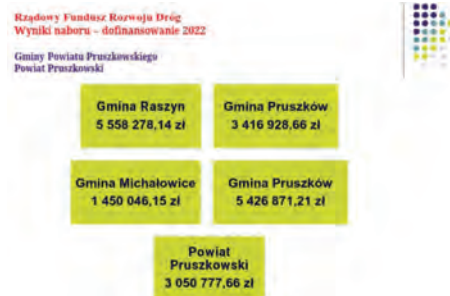 Rządowy Fundusz Rozwoju Dróg
Wyniki naboru – dofinansowanie 2022
Gminy Powiatu Pruszkowskiego
Powiat Pruszkowski
Gmina Raszyn
5 558 278,14 zł
Gmina Pruszków
3 416 928,66 zł
Gmina Michałowice
1 450 046,15 zł
Gmina Pruszków
5 426 871,21 zł
Powiat
Pruszkowski
3 050 777,66 zł